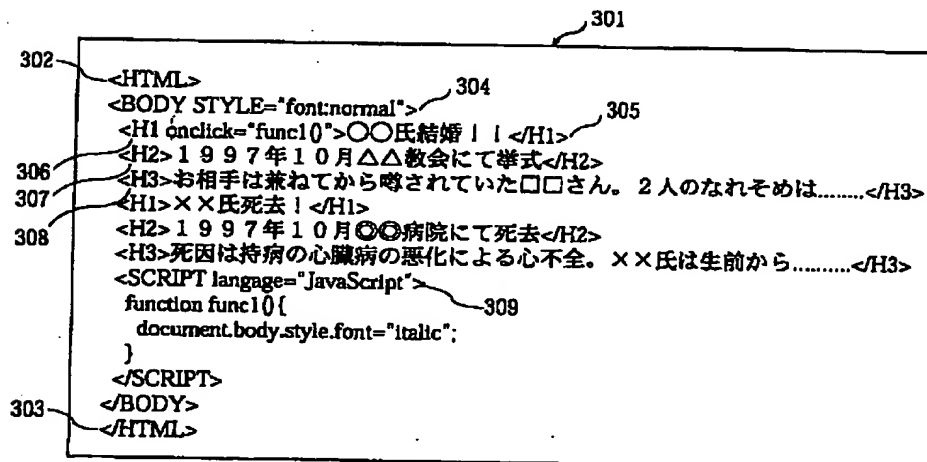 301
302
<HTML>
<BODY STYLE="font:normal"> 304
<H1 onclick="func1()">〇〇氏結婚！！</H1> 305
306 <H2>１９９７年１０月△△教会にて挙式</H2>
307 <H3>お相手は兼ねてから噂されていた□□さん。２人のなれそめは........</H3>
308 <H1>××氏死去！</H1>
<H2>１９９７年１０月◎◎病院にて死去</H2>
<H3>死因は持病の心臓病の悪化による心不全。××氏は生前から..........</H3>
<SCRIPT langage="JavaScript"> 309
function func1(){
document.body.style.font="italic";
}
</SCRIPT>
</BODY>
303 </HTML>